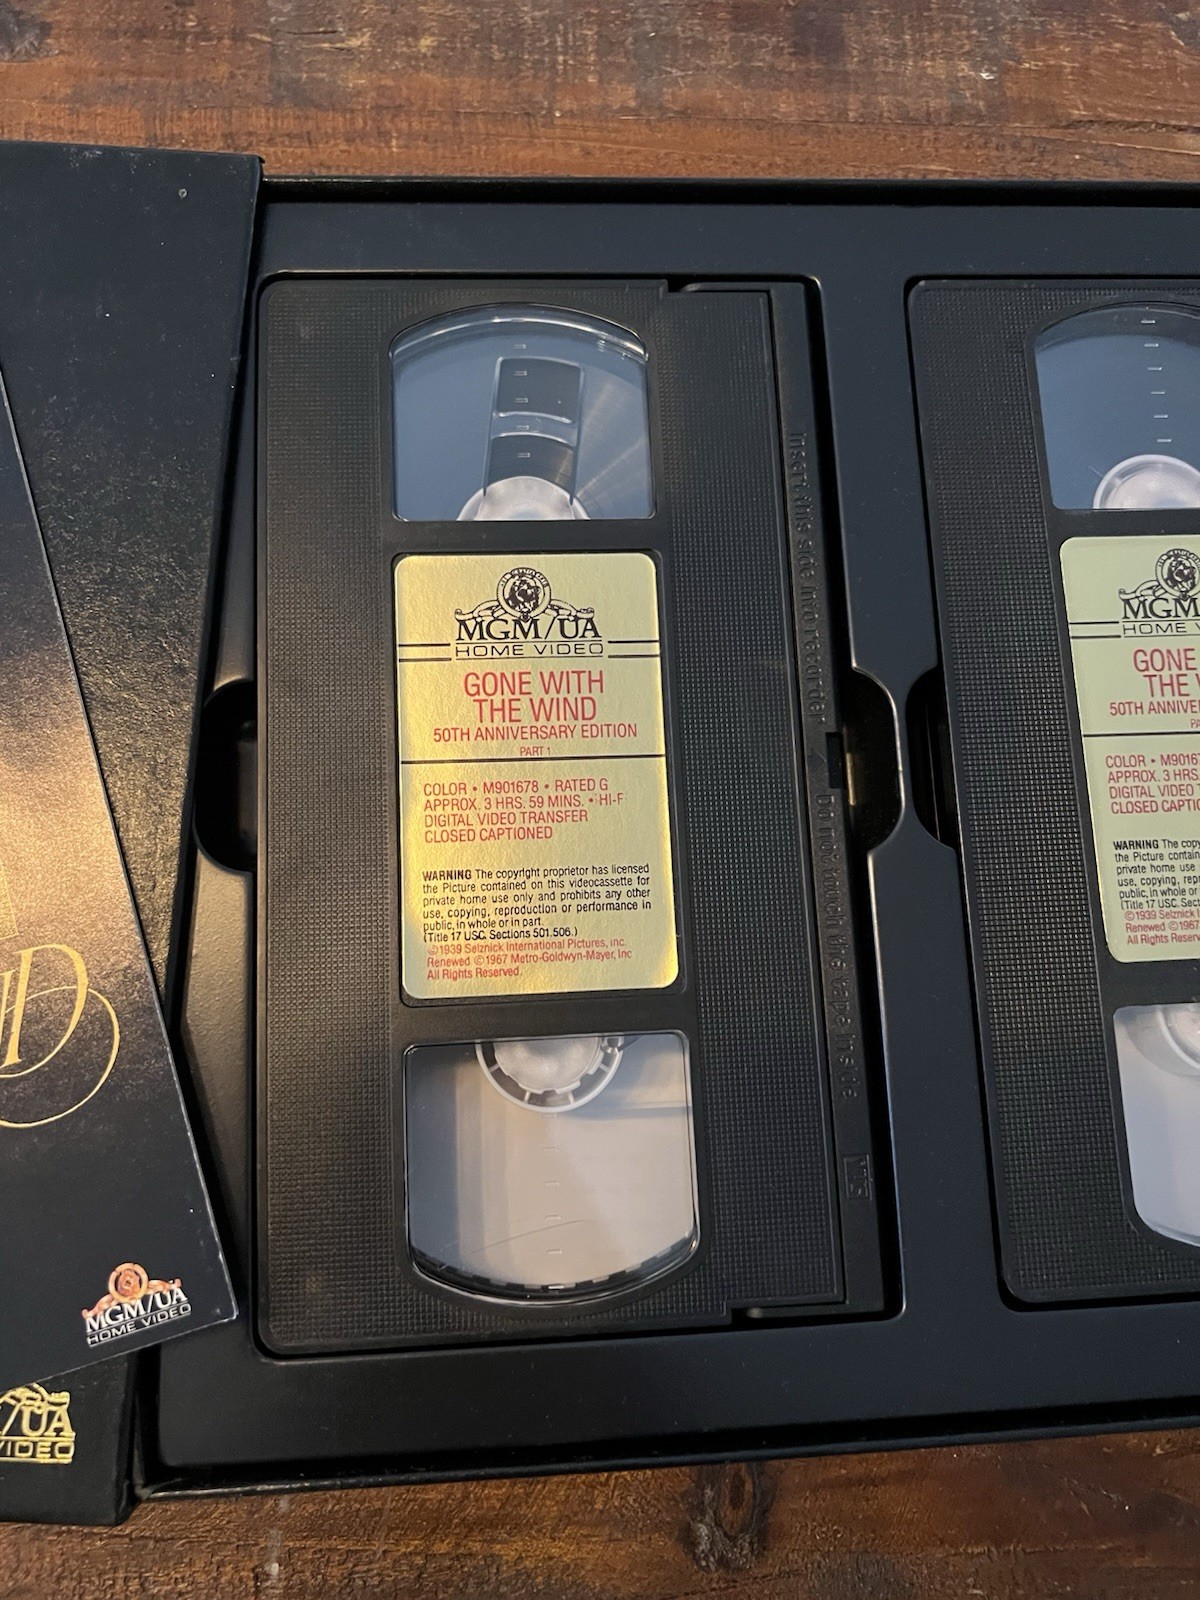 MGM/UA
HOME VIDEO
GONE WITH
THE WIND
50TH ANNIVERSARY EDITION
PART 1
COLOR • M901678 • RATED G
APPROX. 3 HRS. 59 MINS. • HI-F
DIGITAL VIDEO TRANSFER
CLOSED CAPTIONED
WARNING The copyright proprietor has licensed
the Picture contained on this videocassette for
private home use only and prohibits any other
use, copying, reproduction or performance in
public, in whole or in part.
(Title 17 USC. Sections 501.506.)
©1939 Selznick International Pictures, inc.
Renewed ©1967 Metro-Goldwyn-Mayer, Inc
All Rights Reserved.
Insert this side into recorder
Do not touch the tape inside
MGM
HOME V
GONE
THE
50TH ANNIVE
COLOR • M9016
APPROX. 3 HRS.
DIGITAL VIDEO
CLOSED CAPTIO
WARNING The copy
the Picture contain
private home use
use, copying, repr
public, in whole or
(Title 17 USC. Sect
©1939 Selznick
Renewed ©1967
All Rights Reserv
MGM/UA
HOME VIDEO
/UA
VIDEO